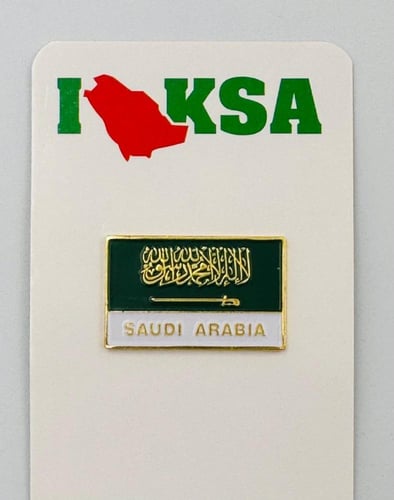 I KSA
لا إله إلا الله محمد رسول الله
SAUDI ARABIA